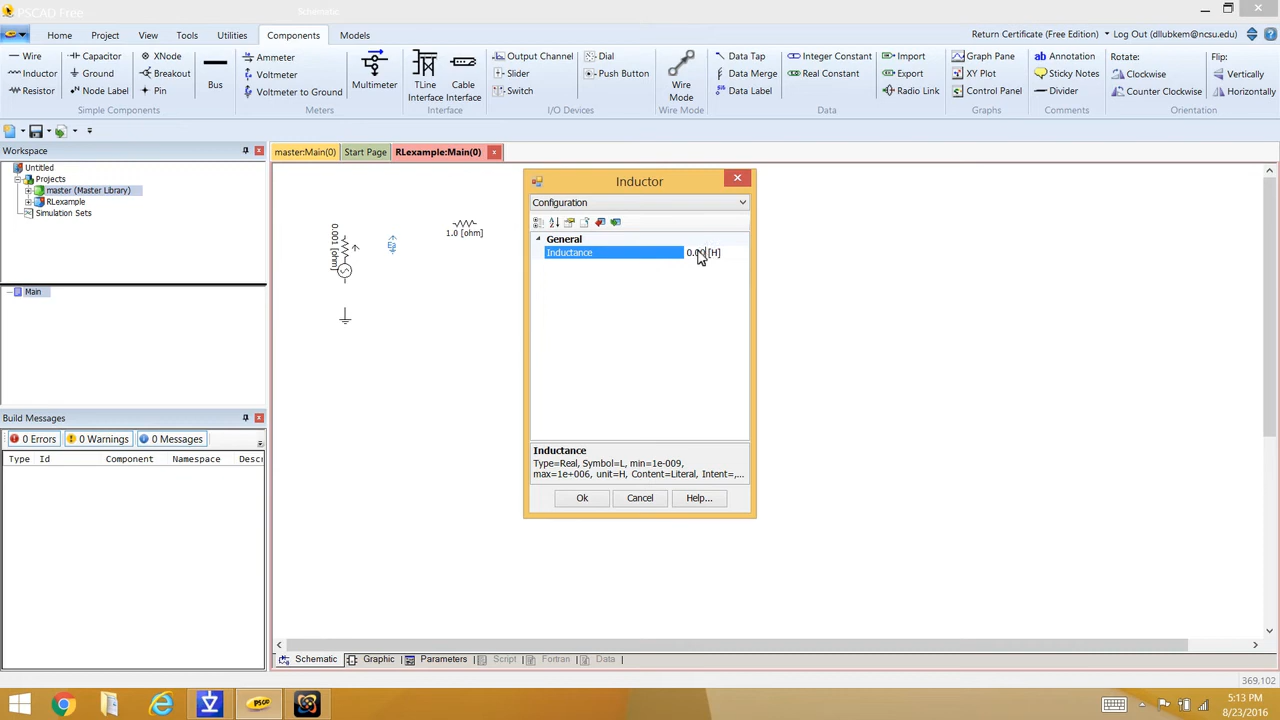 PSCAD Free
Schematic
Home Project View Tools Utilities Components Models
Return Certificate (Free Edition) Log Out (dllubkem@ncsu.edu)
Wire Capacitor XNode Ammeter Output Channel Dial Data Tap Integer Constant Import Graph Pane Annotation Rotate: Flip:
Inductor Ground Breakout Voltmeter Slider Push Button Data Merge Real Constant Export XY Plot Sticky Notes Clockwise Vertically
Resistor Node Label Pin Bus Voltmeter to Ground Multimeter TLine Interface Cable Interface Switch Wire Mode Data Label Radio Link Control Panel Divider Counter Clockwise Horizontally
Simple Components Meters Interface I/O Devices Wire Mode Data Graphs Comments Orientation
Workspace
master:Main(0) Start Page RLexample:Main(0)
Untitled
Projects
master (Master Library)
RLexample
Simulation Sets
Main
0.001 [ohm]
Ea
1.0 [ohm]
Inductor
Configuration
General
Inductance [H]
Inductance
Type=Real, Symbol=L, min=1e-009,
max=1e+006, unit=H, Content=Literal, Intent=,...
Ok Cancel Help...
Build Messages
0 Errors 0 Warnings 0 Messages
Type Id Component Namespace Descr
Schematic Graphic Parameters Script Fortran Data
369,102
PSCAD
5:13 PM
8/23/2016